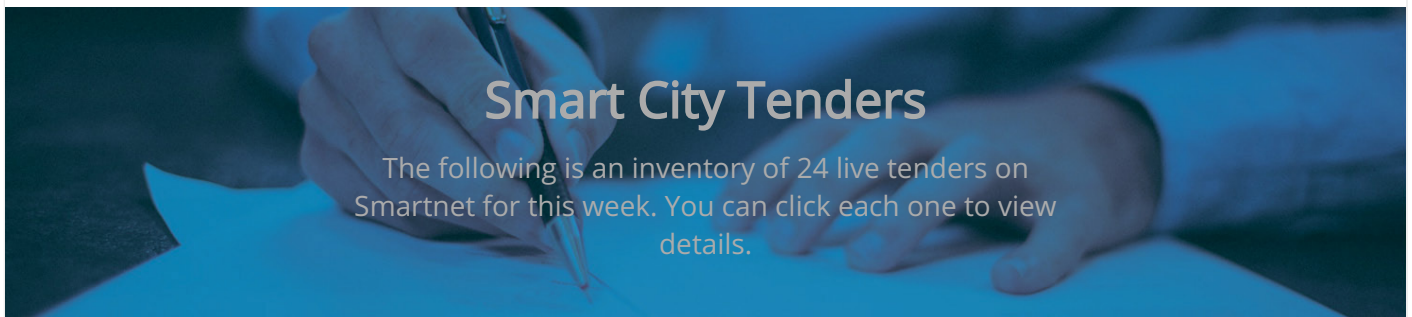 Smart City Tenders
The following is an inventory of 24 live tenders on
Smartnet for this week. You can click each one to view
details.